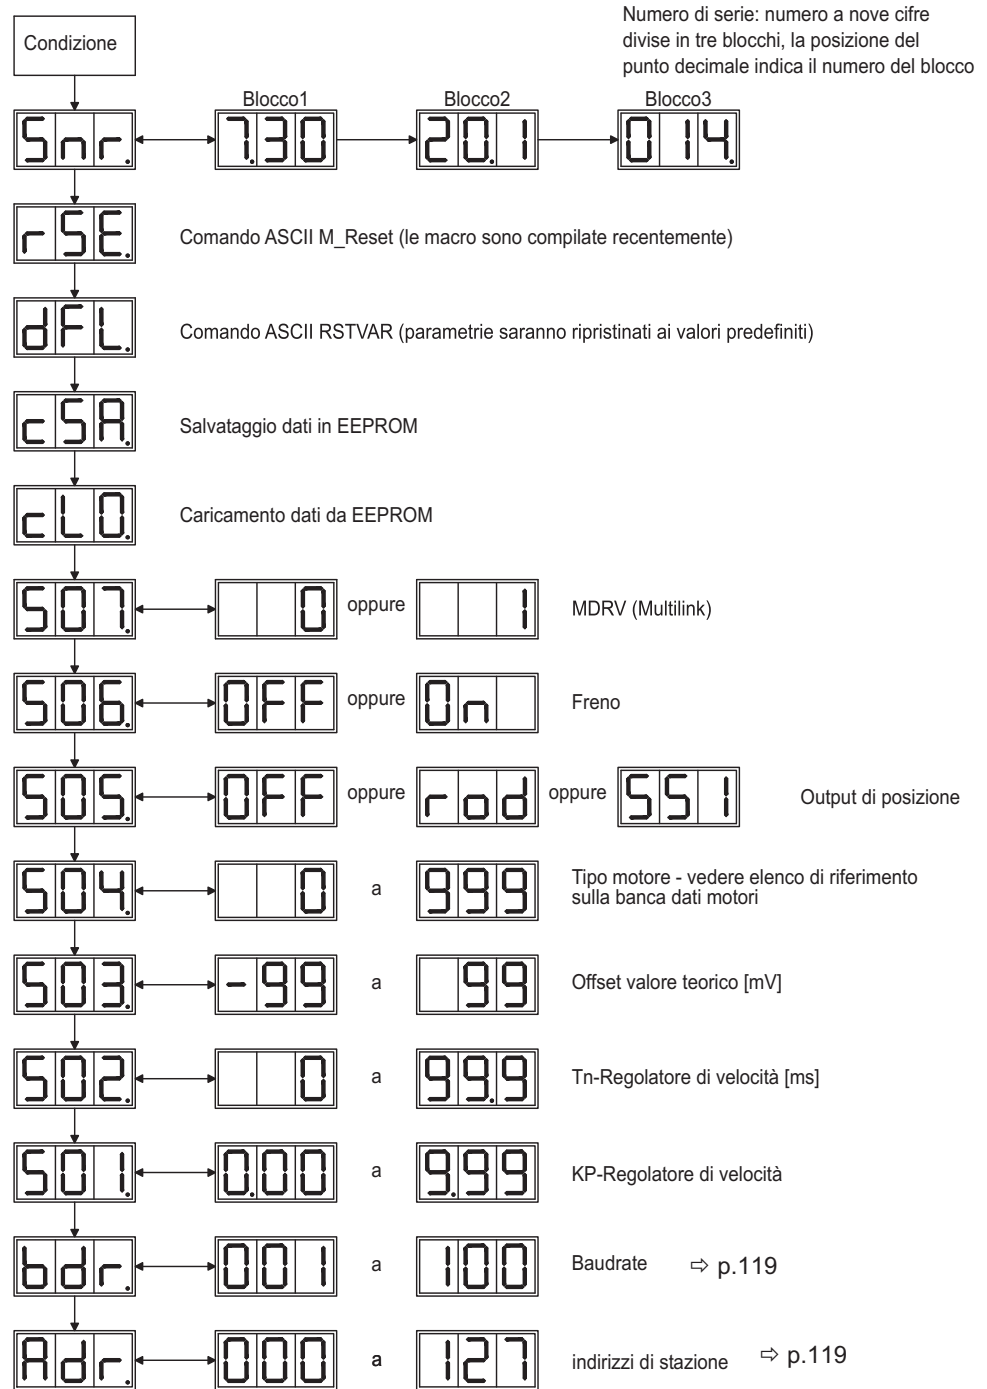 Numero di serie: numero a nove cifre
divise in tre blocchi, la posizione del
punto decimale indica il numero del blocco
Condizione
Blocco1 Blocco2 Blocco3
Snr. 7.30 20.1 014.
rSE. Comando ASCII M_Reset (le macro sono compilate recentemente)
dFL. Comando ASCII RSTVAR (parametrie saranno ripristinati ai valori predefiniti)
cSA. Salvataggio dati in EEPROM
cL0. Caricamento dati da EEPROM
S07. 0 oppure 1 MDRV (Multilink)
S06. OFF oppure On Freno
S05. OFF oppure rod oppure SSI Output di posizione
S04. 0 a 999 Tipo motore - vedere elenco di riferimento
sulla banca dati motori
S03. -99 a 99 Offset valore teorico [mV]
S02. 0 a 99.9 Tn-Regolatore di velocità [ms]
S01. 0.00 a 9.99 KP-Regolatore di velocità
bdr. 001 a 100 Baudrate ⇨ p.119
Adr. 000 a 127 indirizzi di stazione ⇨ p.119